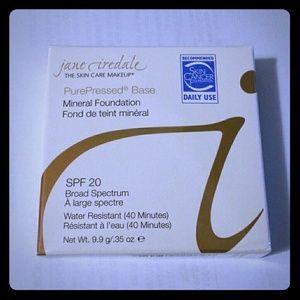 jane iredale
THE SKIN CARE MAKEUP®
RECOMMENDED
SKIN
CANCER
FOUNDATION
DAILY USE
PurePressed® Base
Mineral Foundation
Fond de teint minéral
SPF 20
Broad Spectrum
À large spectre
Water Resistant (40 Minutes)
Résistant à l'eau (40 Minutes)
Net Wt. 9.9 g/.35 oz. e